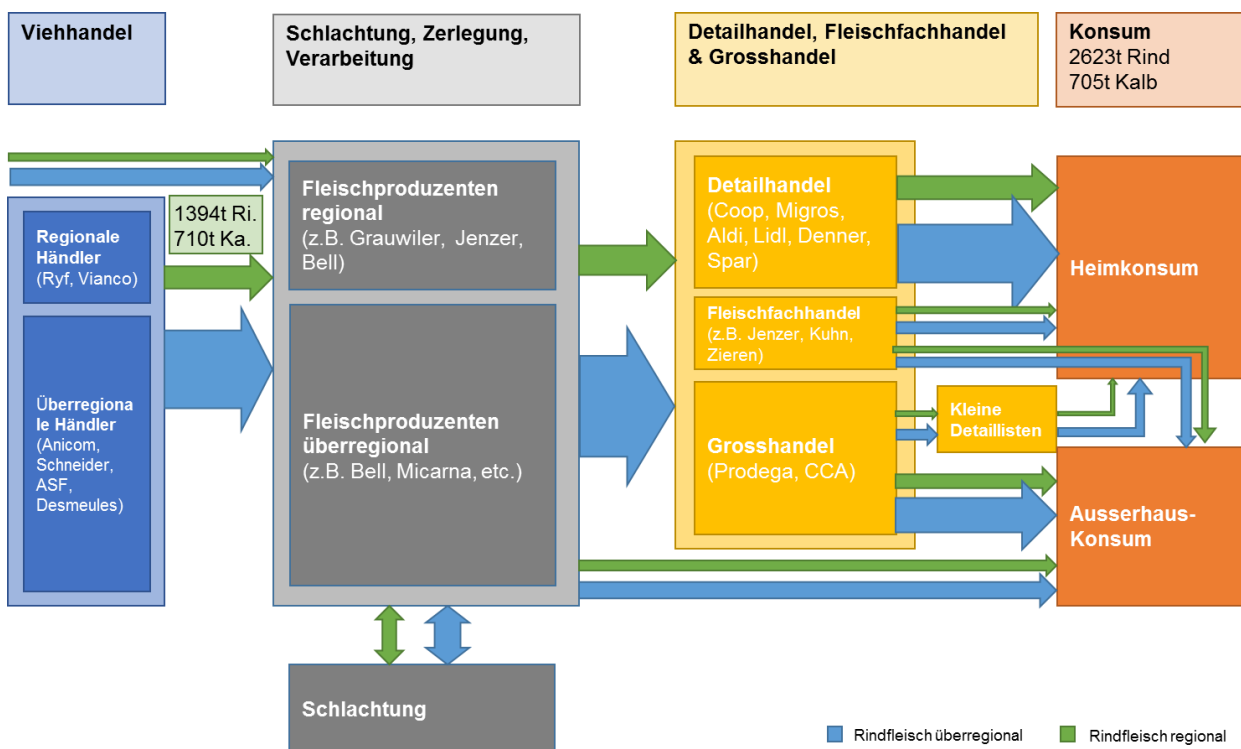 Viehhandel
Schlachtung, Zerlegung,
Verarbeitung
Detailhandel, Fleischfachhandel
& Grosshandel
Konsum
2623t Rind
705t Kalb
1394t Ri.
710t Ka.
Regionale
Händler
(Ryf, Vianco)
Überregiona
le Händler
(Anicom,
Schneider,
ASF,
Desmeules)
Fleischproduzenten
regional
(z.B. Grauwiler, Jenzer,
Bell)
Fleischproduzenten
überregional
(z.B. Bell, Micarna, etc.)
Schlachtung
Detailhandel
(Coop, Migros,
Aldi, Lidl, Denner,
Spar)
Fleischfachhandel
(z.B. Jenzer, Kuhn,
Zieren)
Grosshandel
(Prodega, CCA)
Kleine
Detaillisten
Heimkonsum
Ausserhaus-
Konsum
Rindfleisch überregional
Rindfleisch regional